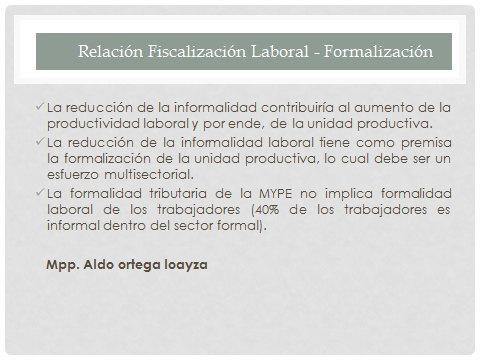 Relación Fiscalización Laboral - Formalización
✓La reducción de la informalidad contribuiría al aumento de la
productividad laboral y por ende, de la unidad productiva.
✓La reducción de la informalidad laboral tiene como premisa
la formalización de la unidad productiva, lo cual debe ser un
esfuerzo multisectorial.
✓La formalidad tributaria de la MYPE no implica formalidad
laboral de los trabajadores (40% de los trabajadores es
informal dentro del sector formal).
Mpp. Aldo ortega loayza